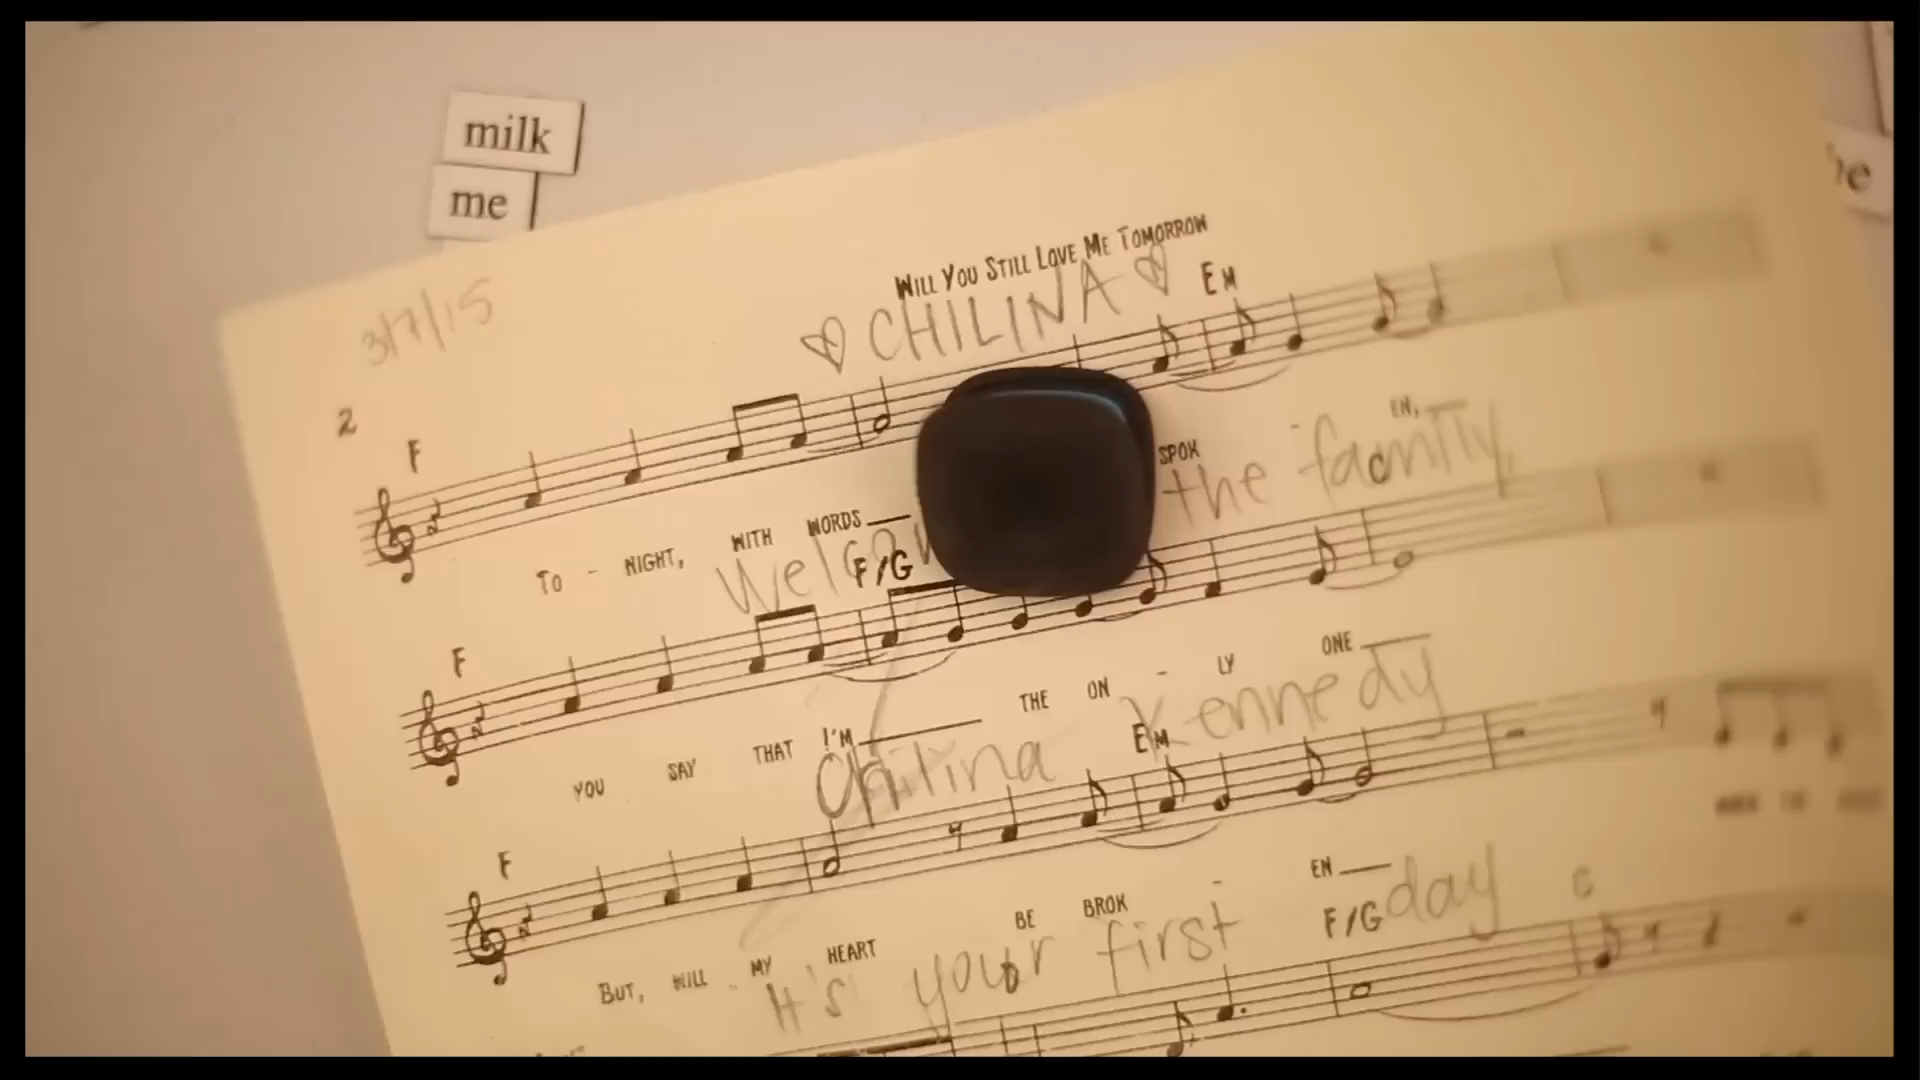 milk
me
WILL YOU STILL LOVE ME TOMORROW
3/7/15
♡ CHILINA ♡
EM
2
F
EN,
SPOK
the family,
TO - NIGHT, WITH WORDS
F/G
F
ONE
THE ON - LY
YOU SAY THAT I'M
Chilina Kennedy
EM
F
EN
BE BROK -
BUT, WILL MY HEART
F/G
It's your first day